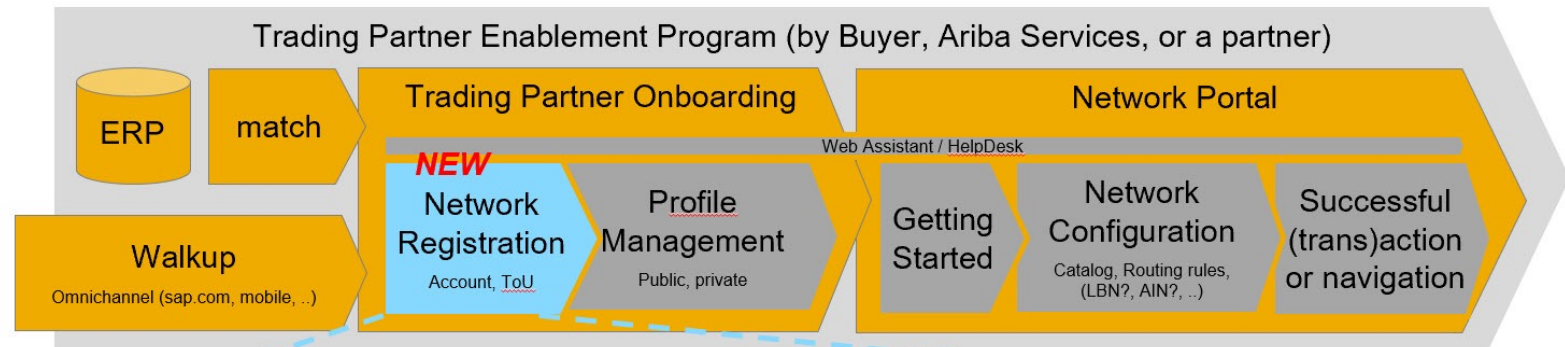 Trading Partner Enablement Program (by Buyer, Ariba Services, or a partner)
ERP
match
Trading Partner Onboarding
Network Portal
Web Assistant / HelpDesk
NEW
Network
Registration
Account, ToU
Profile
Management
Public, private
Getting
Started
Network
Configuration
Catalog, Routing rules,
(LBN?, AIN?, ..)
Successful
(trans)action
or navigation
Walkup
Omnichannel (sap.com, mobile, ..)